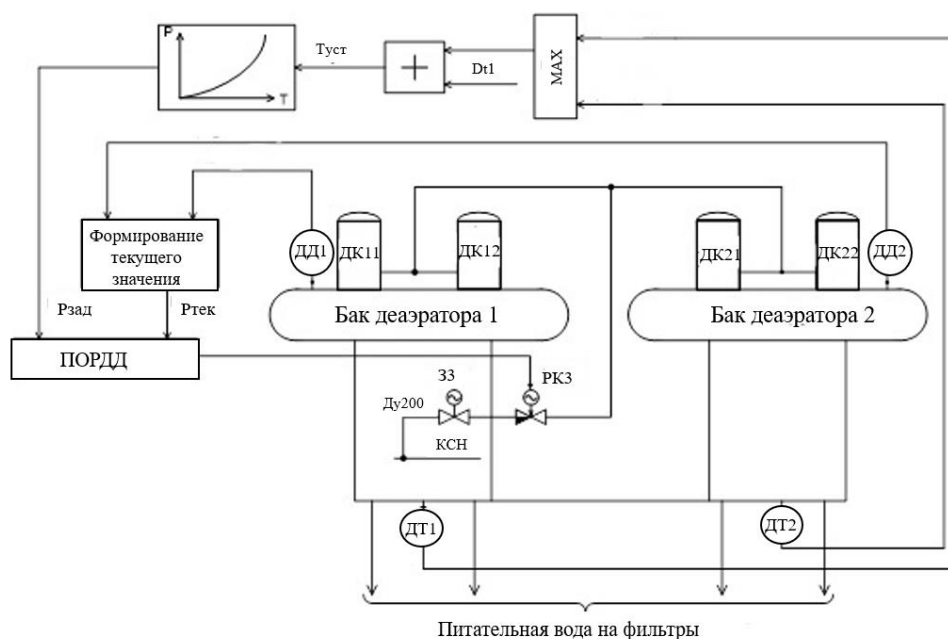 P
T
Tуст
+
Dt1
MAX
Формирование
текущего
значения
ДД1
ДК11
ДК12
ДК21
ДК22
ДД2
Бак деаэратора 1
Бак деаэратора 2
Рзад
Ртек
ПОРДД
ЗЗ
РКЗ
Ду200
КСН
ДТ1
ДТ2
Питательная вода на фильтры